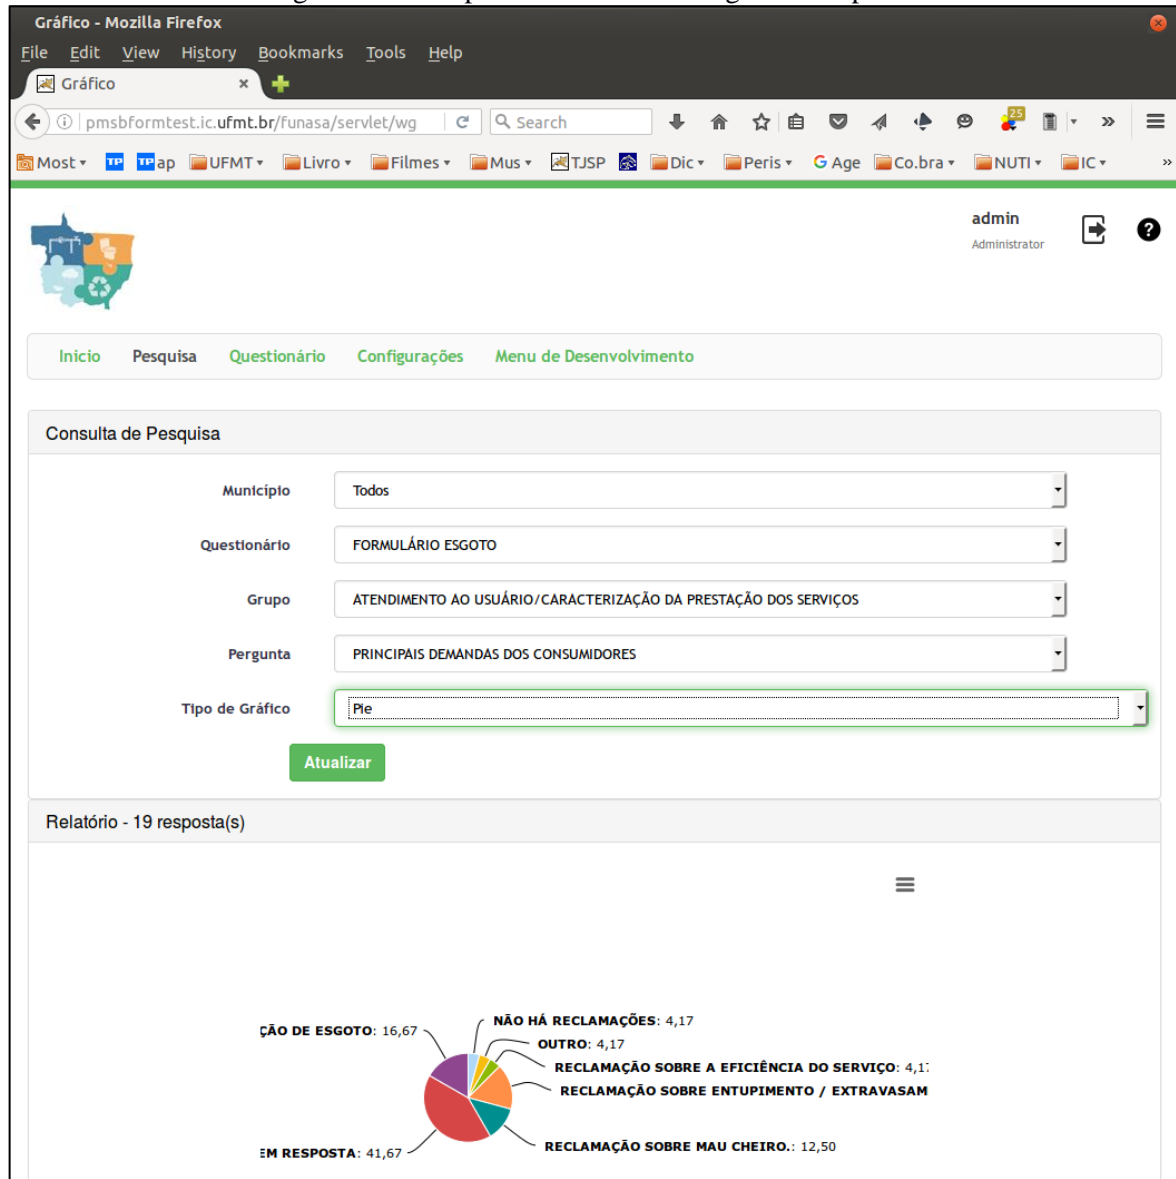 Gráfico - Mozilla Firefox
File Edit View History Bookmarks Tools Help
Gráfico
pmsbformtest.ic.ufmt.br/funasa/servlet/wg
Search
25
Most TP TP ap UFMT Livro Filmes Mus TJSP Dic Peris G Age Co.bra NUTI IC »
admin
Administrator
Inicio Pesquisa Questionário Configurações Menu de Desenvolvimento
Consulta de Pesquisa
Município Todos
Questionário FORMULÁRIO ESGOTO
Grupo ATENDIMENTO AO USUÁRIO/CARACTERIZAÇÃO DA PRESTAÇÃO DOS SERVIÇOS
Pergunta PRINCIPAIS DEMANDAS DOS CONSUMIDORES
Tipo de Gráfico Pie
Atualizar
Relatório - 19 resposta(s)
NÃO HÁ RECLAMAÇÕES: 4,17
ÇÃO DE ESGOTO: 16,67
OUTRO: 4,17
RECLAMAÇÃO SOBRE A EFICIÊNCIA DO SERVIÇO: 4,17
RECLAMAÇÃO SOBRE ENTUPIMENTO / EXTRAVASAM
RECLAMAÇÃO SOBRE MAU CHEIRO.: 12,50
EM RESPOSTA: 41,67